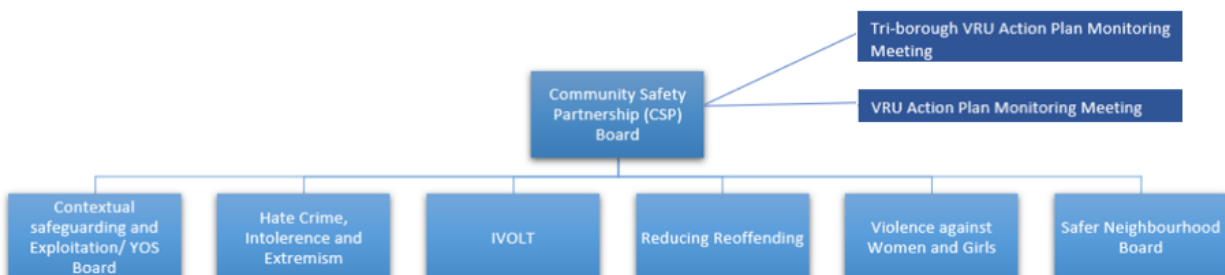 Tri-borough VRU Action Plan Monitoring
Meeting
Community Safety
Partnership (CSP)
Board
VRU Action Plan Monitoring Meeting
Contextual
safeguarding and
Exploitation/ YOS
Board
Hate Crime,
Intolerence and
Extremism
IVOLT
Reducing Reoffending
Violence against
Women and Girls
Safer Neighbourhood
Board